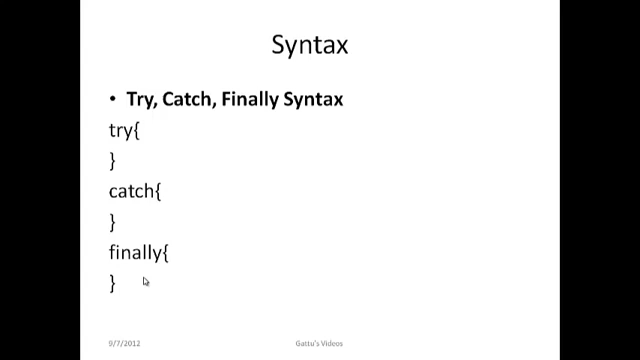 Syntax
• Try, Catch, Finally Syntax
try{
}
catch{
}
finally{
}
9/7/2012
Gattu's Videos